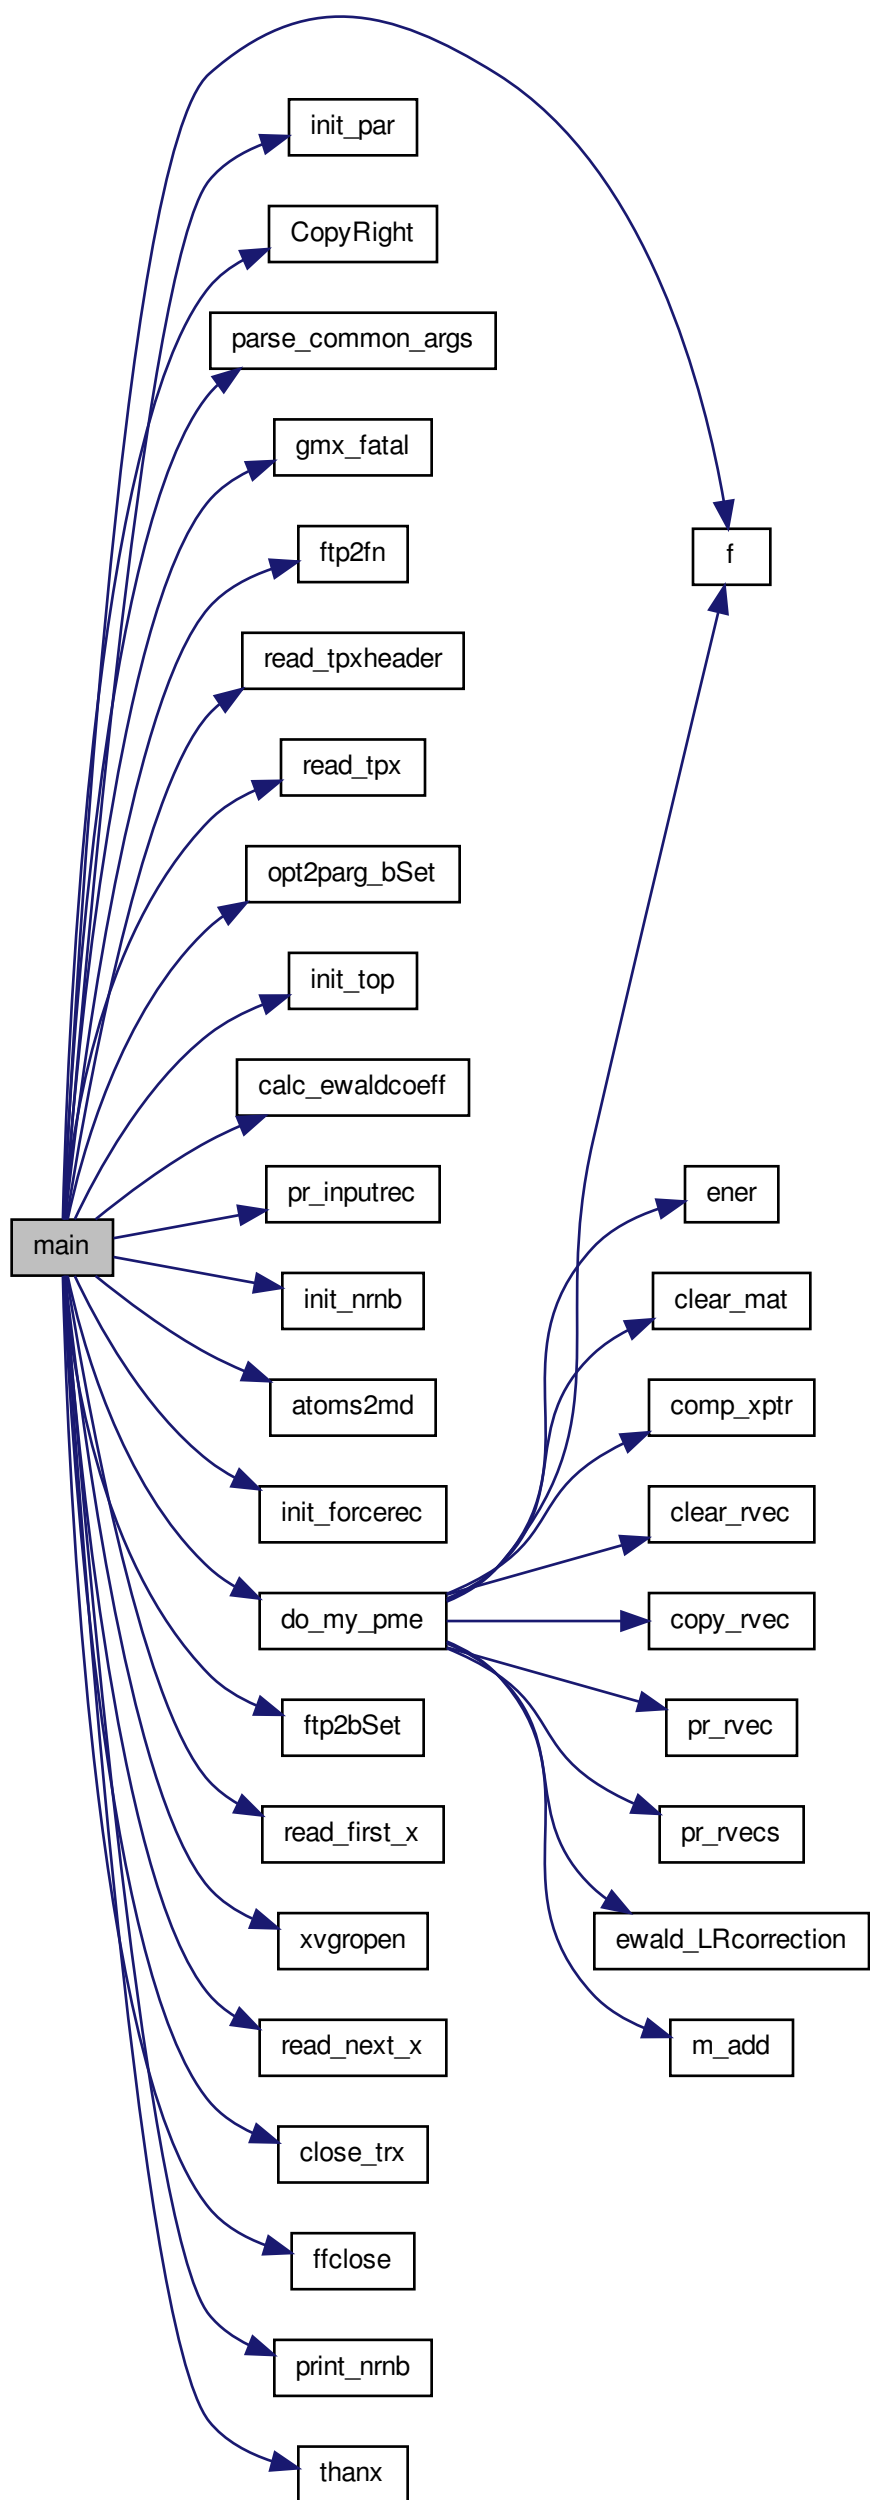 init_par
CopyRight
parse_common_args
gmx_fatal
ftp2fn
f
read_tpxheader
read_tpx
opt2parg_bSet
init_top
calc_ewaldcoeff
pr_inputrec
ener
main
init_nrnb
clear_mat
atoms2md
comp_xptr
init_forcerec
clear_rvec
do_my_pme
copy_rvec
ftp2bSet
pr_rvec
read_first_x
pr_rvecs
xvgropen
ewald_LRcorrection
read_next_x
m_add
close_trx
ffclose
print_nrnb
thanx